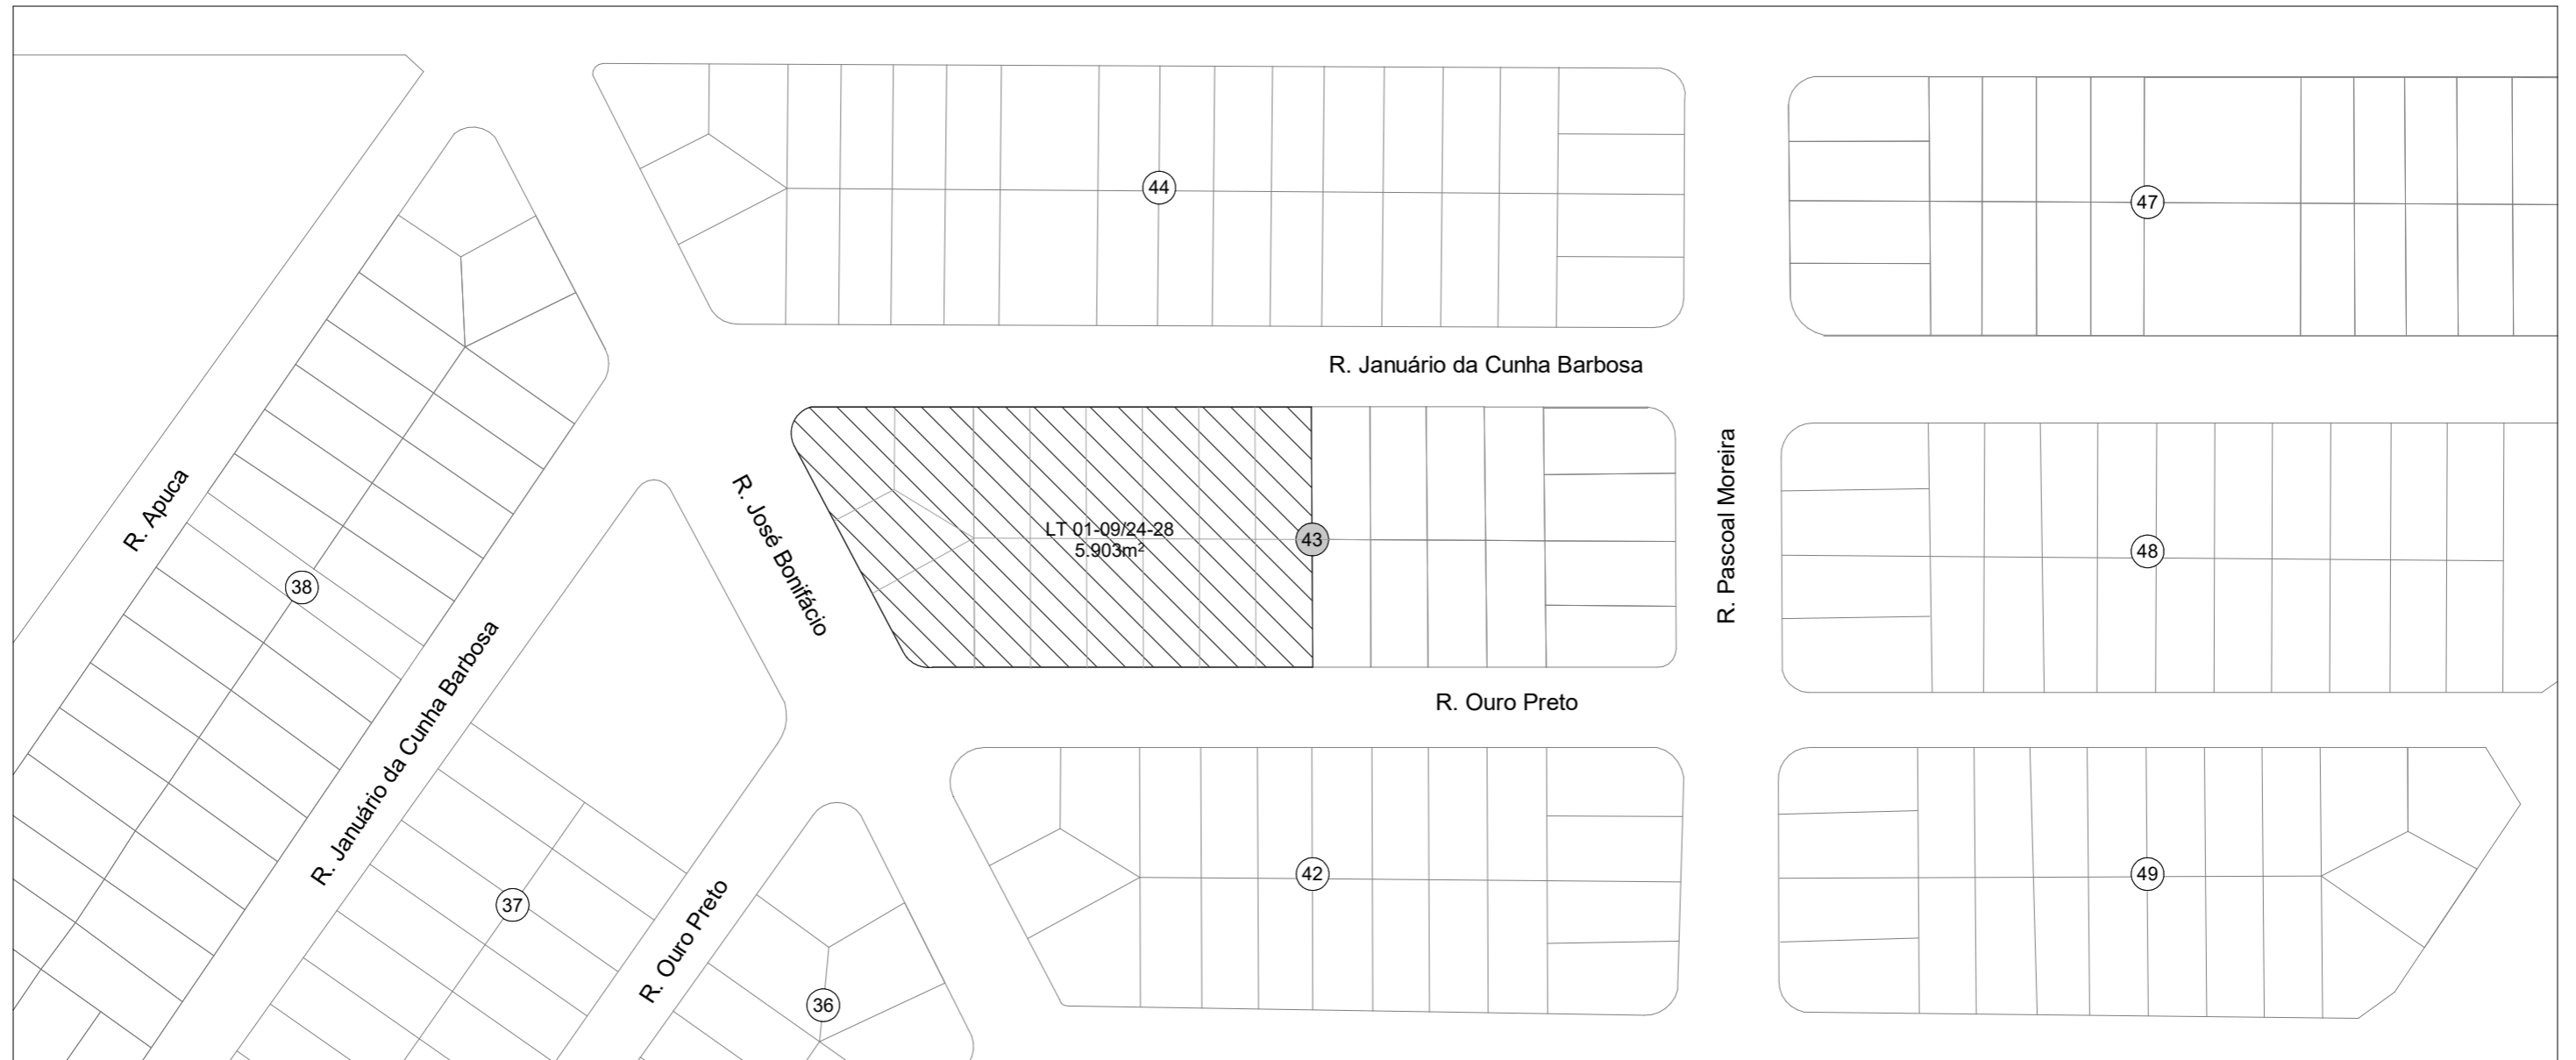 44
47
R. Januário da Cunha Barbosa
R. Apuca
R. José Bonifácio
LT 01-09/24-28
5.903m²
43
R. Pascoal Moreira
48
38
R. Januário da Cunha Barbosa
R. Ouro Preto
37
R. Ouro Preto
42
49
36